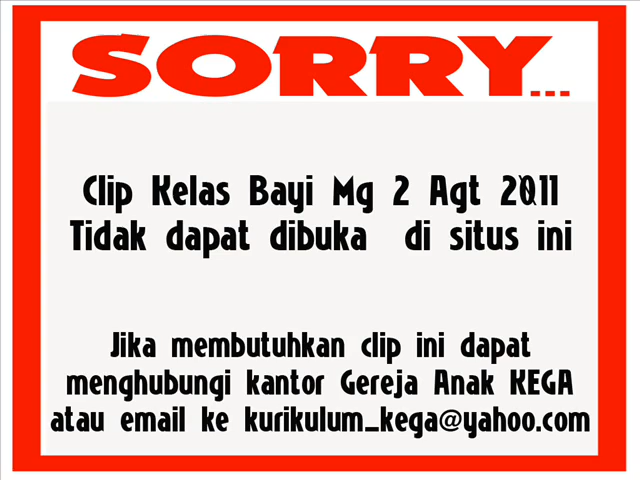 SORRY...
Clip Kelas Bayi Mg 2 Agt 2011
Tidak dapat dibuka di situs ini
Jika membutuhkan clip ini dapat
menghubungi kantor Gereja Anak KEGA
atau email ke kurikulum_kega@yahoo.com